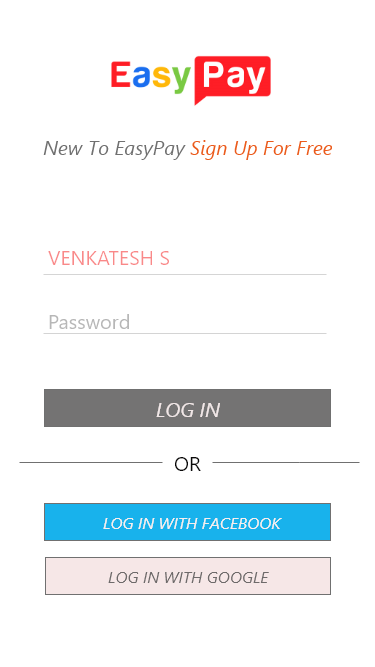 Easy Pay
New To EasyPay Sign Up For Free
VENKATESH S
Password
LOG IN
OR
LOG IN WITH FACEBOOK
LOG IN WITH GOOGLE